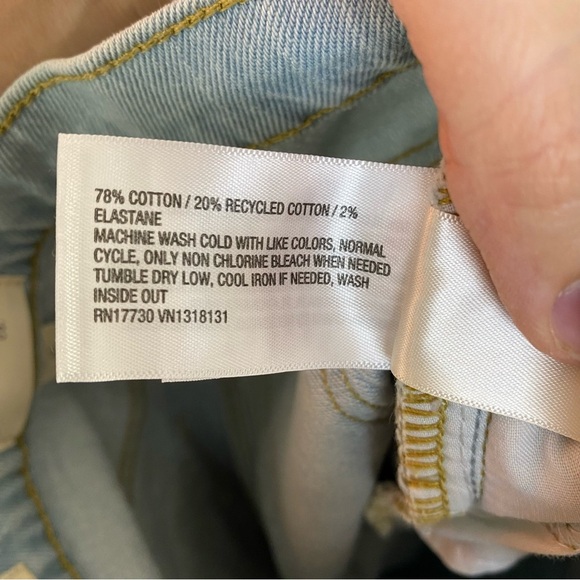 78% COTTON / 20% RECYCLED COTTON / 2%
ELASTANE
MACHINE WASH COLD WITH LIKE COLORS, NORMAL
CYCLE, ONLY NON CHLORINE BLEACH WHEN NEEDED
TUMBLE DRY LOW, COOL IRON IF NEEDED, WASH
INSIDE OUT
RN17730 VN1318131